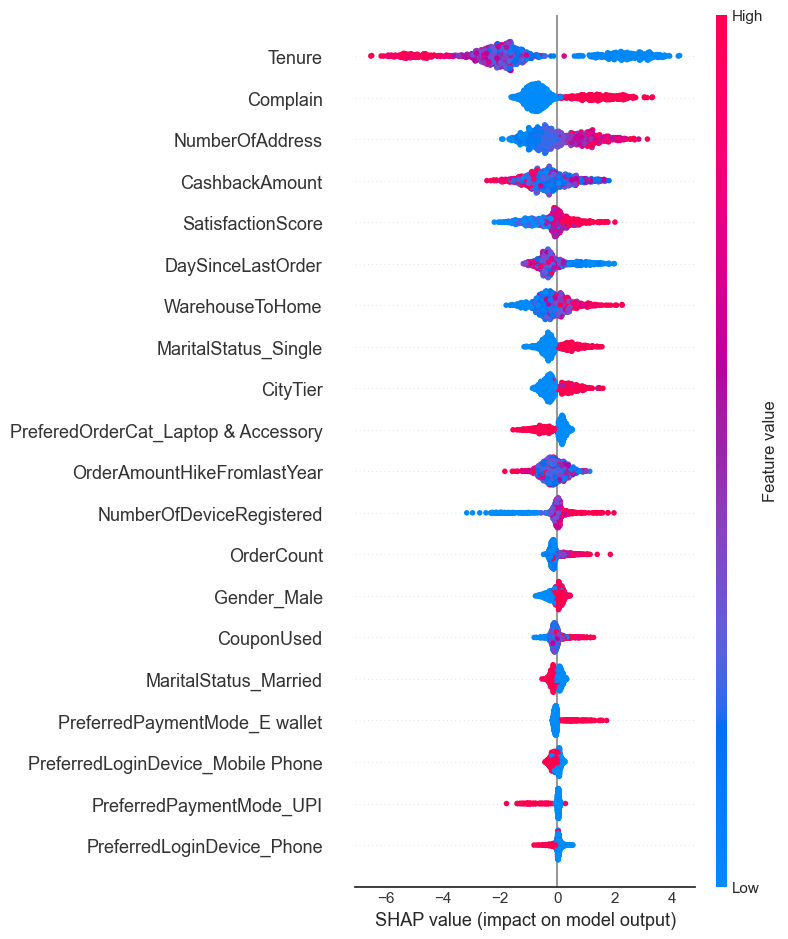 High
Tenure
Complain
NumberOfAddress
CashbackAmount
SatisfactionScore
DaySinceLastOrder
WarehouseToHome
MaritalStatus_Single
CityTier
PreferedOrderCat_Laptop & Accessory
OrderAmountHikeFromlastYear
NumberOfDeviceRegistered
OrderCount
Gender_Male
CouponUsed
MaritalStatus_Married
PreferredPaymentMode_E wallet
PreferredLoginDevice_Mobile Phone
PreferredPaymentMode_UPI
PreferredLoginDevice_Phone
Feature value
Low
−6 −4 −2 0 2 4
SHAP value (impact on model output)